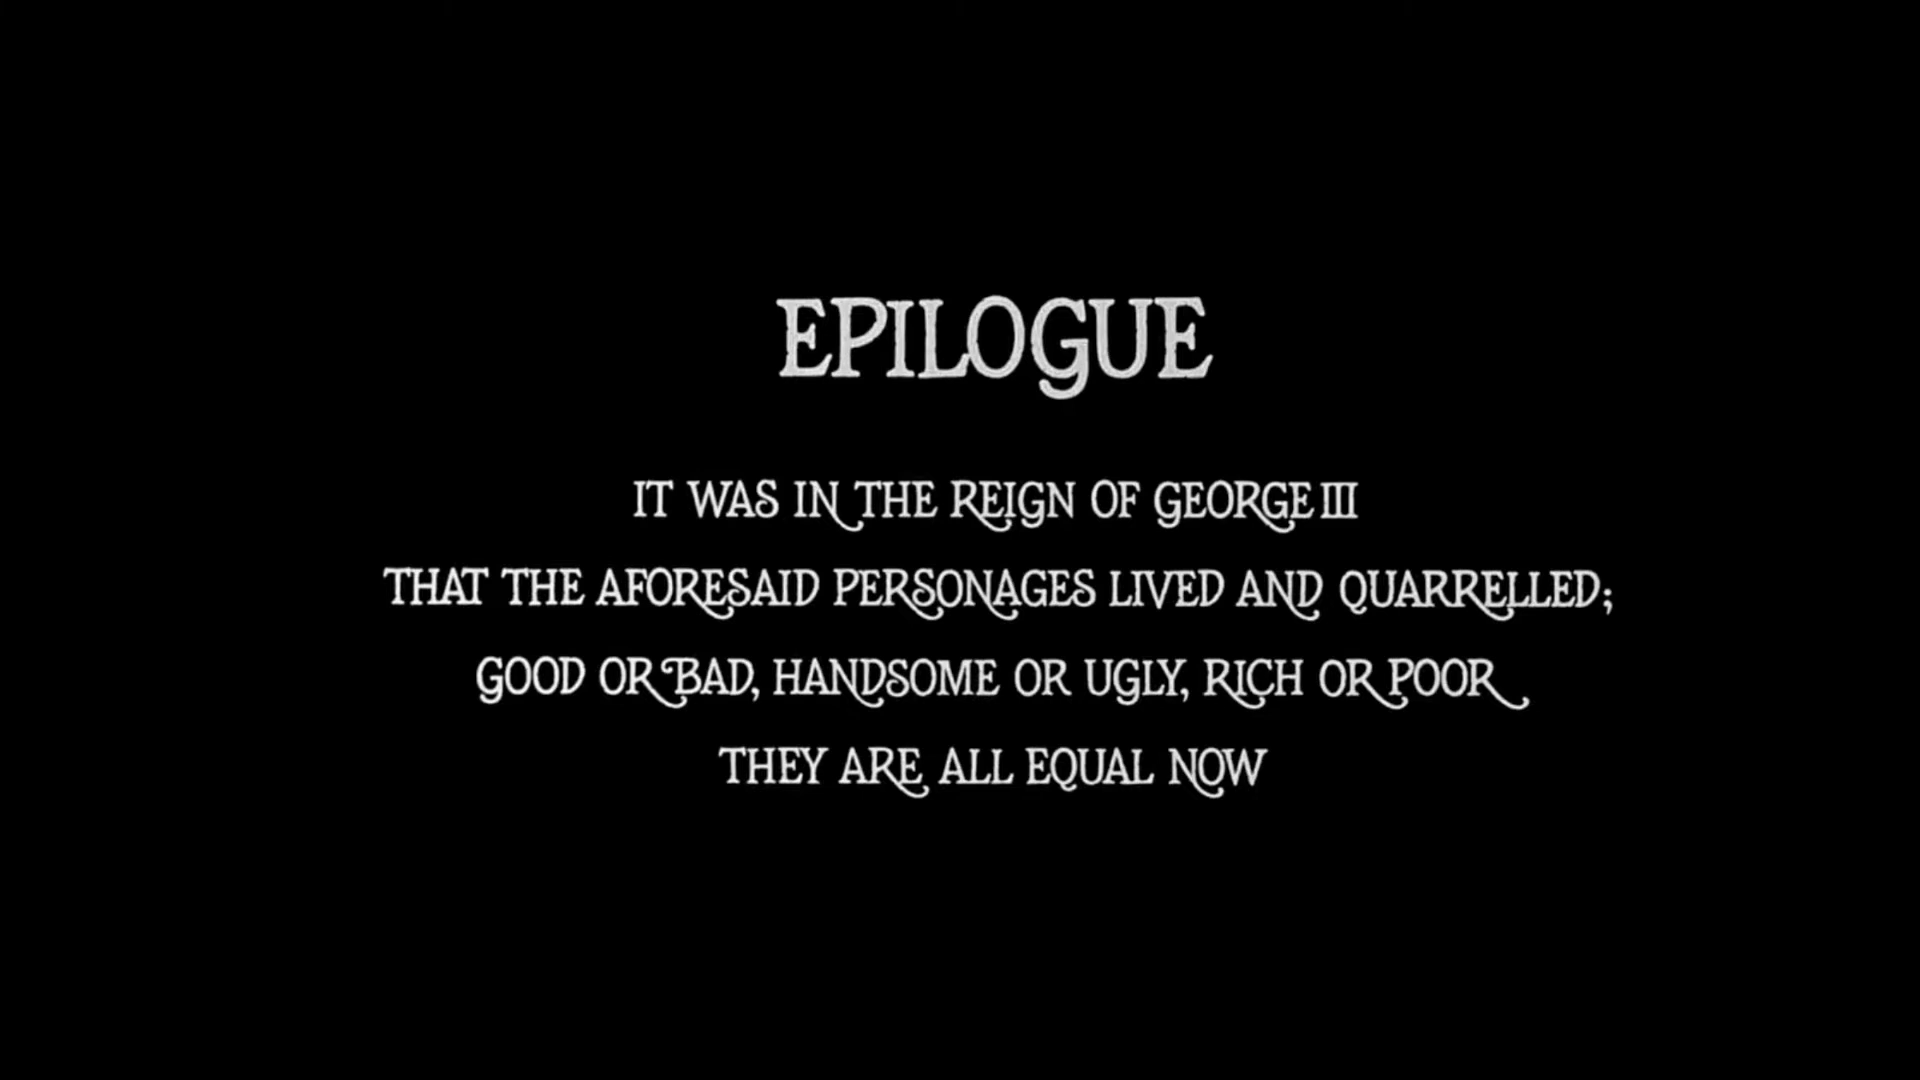 EPILOGUE
IT WAS IN THE REIGN OF GEORGE III
THAT THE AFORESAID PERSONAGES LIVED AND QUARRELLED;
GOOD OR BAD, HANDSOME OR UGLY, RICH OR POOR
THEY ARE ALL EQUAL NOW